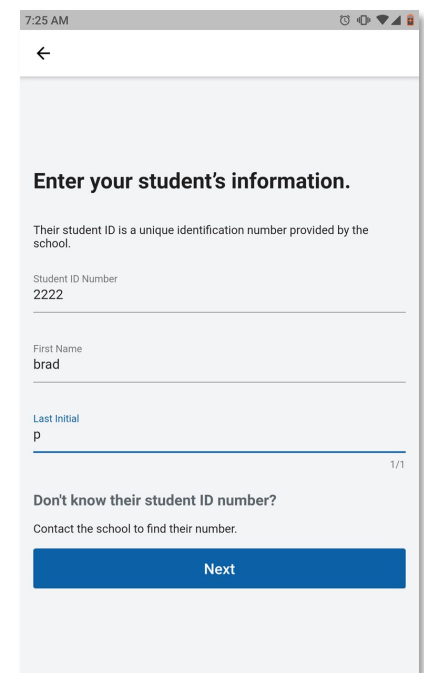 7:25 AM
Enter your student's information.
Their student ID is a unique identification number provided by the
school.
Student ID Number
2222
First Name
brad
Last Initial
p
1/1
Don't know their student ID number?
Contact the school to find their number.
Next